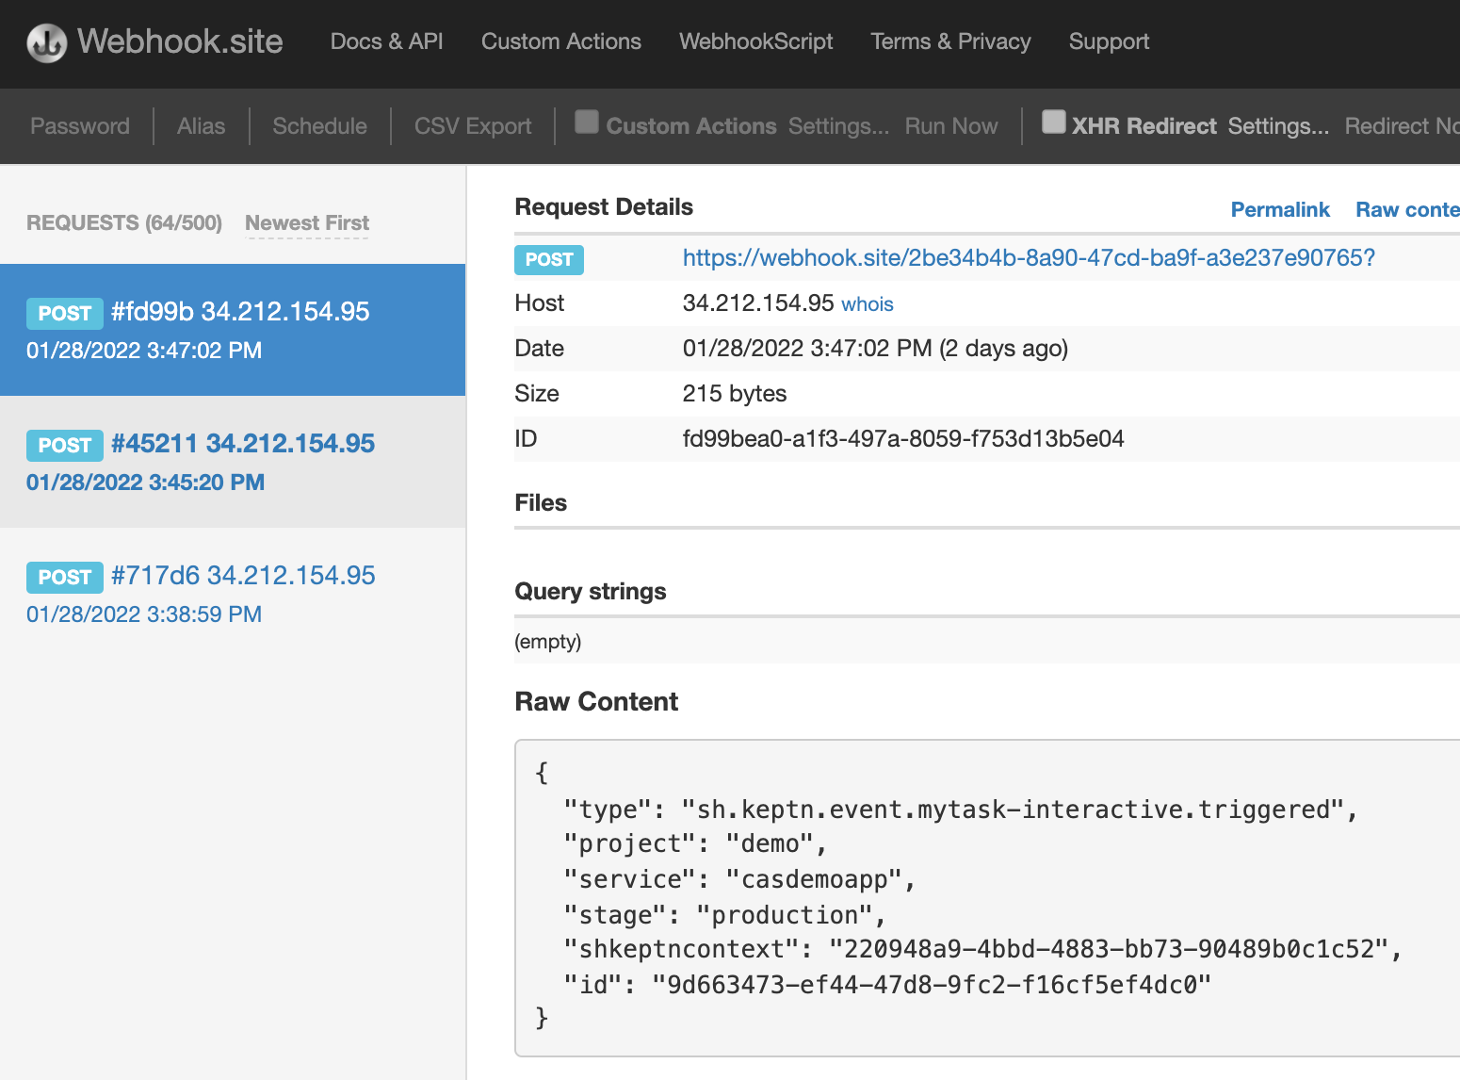 Webhook.site Docs & API Custom Actions WebhookScript Terms & Privacy Support
Password Alias Schedule CSV Export Custom Actions Settings... Run Now XHR Redirect Settings... Redirect
REQUESTS (64/500) Newest First
POST #fd99b 34.212.154.95
01/28/2022 3:47:02 PM
POST #45211 34.212.154.95
01/28/2022 3:45:20 PM
POST #717d6 34.212.154.95
01/28/2022 3:38:59 PM
Request Details Permalink Raw
POST https://webhook.site/2be34b4b-8a90-47cd-ba9f-a3e237e90765?
Host 34.212.154.95 whois
Date 01/28/2022 3:47:02 PM (2 days ago)
Size 215 bytes
ID fd99bea0-a1f3-497a-8059-f753d13b5e04
Files
Query strings
(empty)
Raw Content
{
"type": "sh.keptn.event.mytask-interactive.triggered",
"project": "demo",
"service": "casdemoapp",
"stage": "production",
"shkeptncontext": "220948a9-4bbd-4883-bb73-90489b0c1c52",
"id": "9d663473-ef44-47d8-9fc2-f16cf5ef4dc0"
}